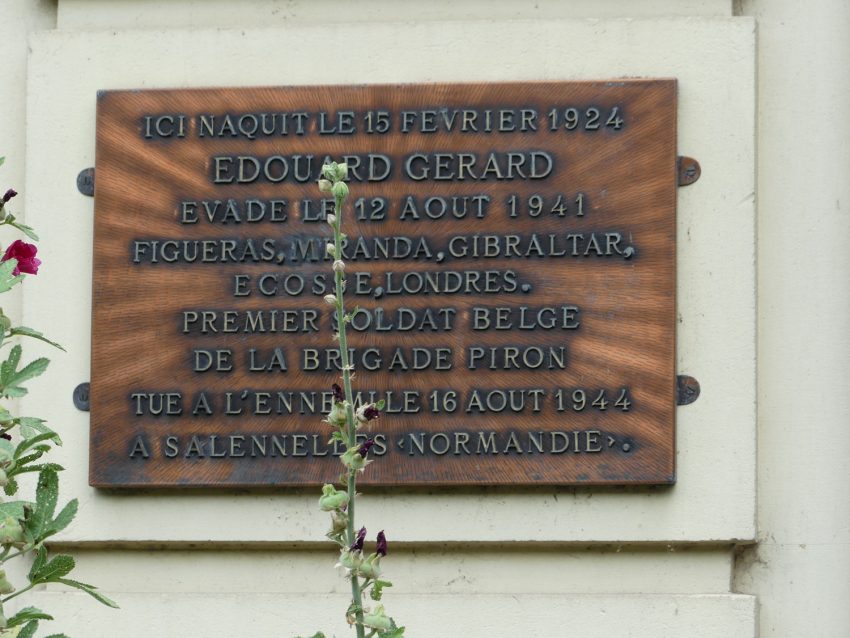 ICI NAQUIT LE 15 FEVRIER 1924
EDOUARD GERARD
EVADE LE 12 AOUT 1941
FIGUERAS, MIRANDA, GIBRALTAR,
ECOSSE, LONDRES.
PREMIER SOLDAT BELGE
DE LA BRIGADE PIRON
TUE A L'ENNEMI LE 16 AOUT 1944
A SALENNELLES <NORMANDIE>.